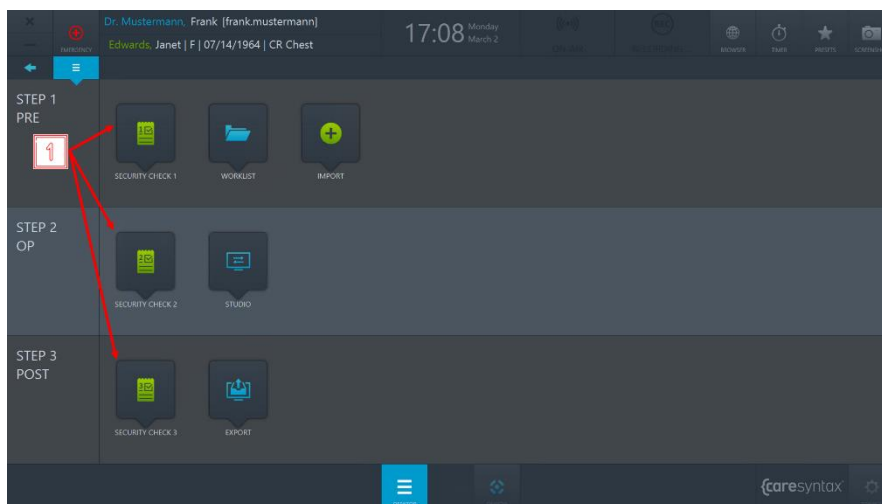 Dr. Mustermann, Frank [frank.mustermann]
17:08 Monday
March 2
EMERGENCY
Edwards, Janet | F | 07/14/1964 | CR Chest
BROWSER
TIMER
PRESETS
STEP 1
PRE
1
SECURITY CHECK 1
WORKLIST
IMPORT
STEP 2
OP
SECURITY CHECK 2
STUDIO
STEP 3
POST
SECURITY CHECK 3
EXPORT
{caresyntax